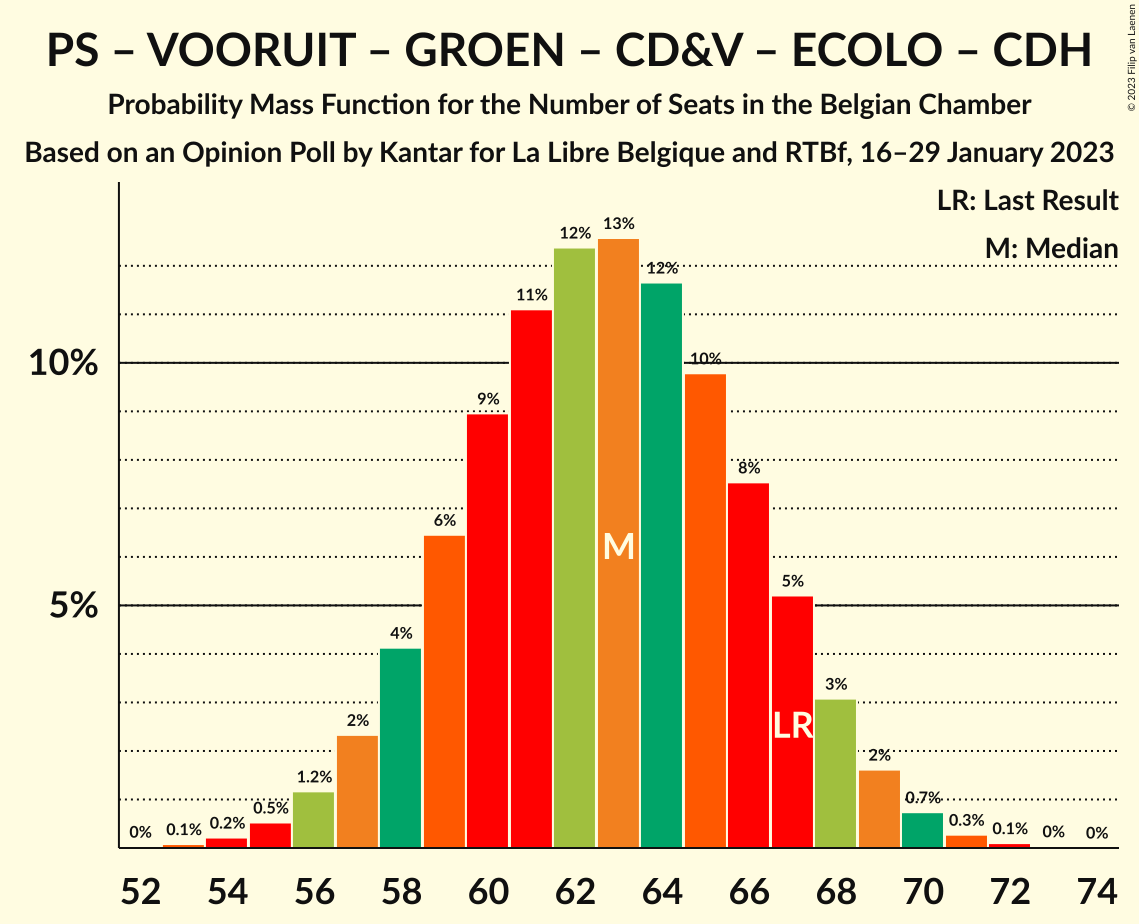 PS – VOORUIT – GROEN – CD&V – ECOLO – CDH
Probability Mass Function for the Number of Seats in the Belgian Chamber
Based on an Opinion Poll by Kantar for La Libre Belgique and RTBf, 16–29 January 2023
© 2023 Filip van Laenen
LR: Last Result
M: Median
10%
5%
0%
0.1%
0.2%
0.5%
1.2%
2%
4%
6%
9%
11%
12%
13%
12%
10%
8%
5%
3%
2%
0.7%
0.3%
0.1%
0%
0%
M
LR
52 54 56 58 60 62 64 66 68 70 72 74